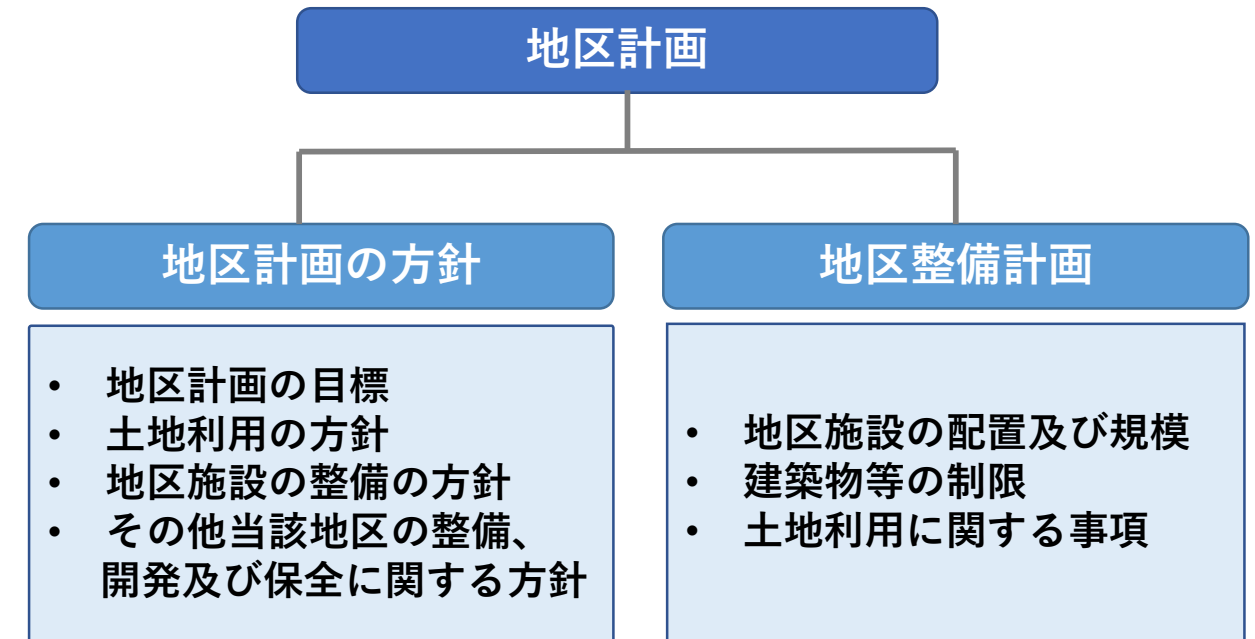 地区計画
地区計画の方針
・ 地区計画の目標
・ 土地利用の方針
・ 地区施設の整備の方針
・ その他当該地区の整備、
開発及び保全に関する方針
地区整備計画
・ 地区施設の配置及び規模
・ 建築物等の制限
・ 土地利用に関する事項